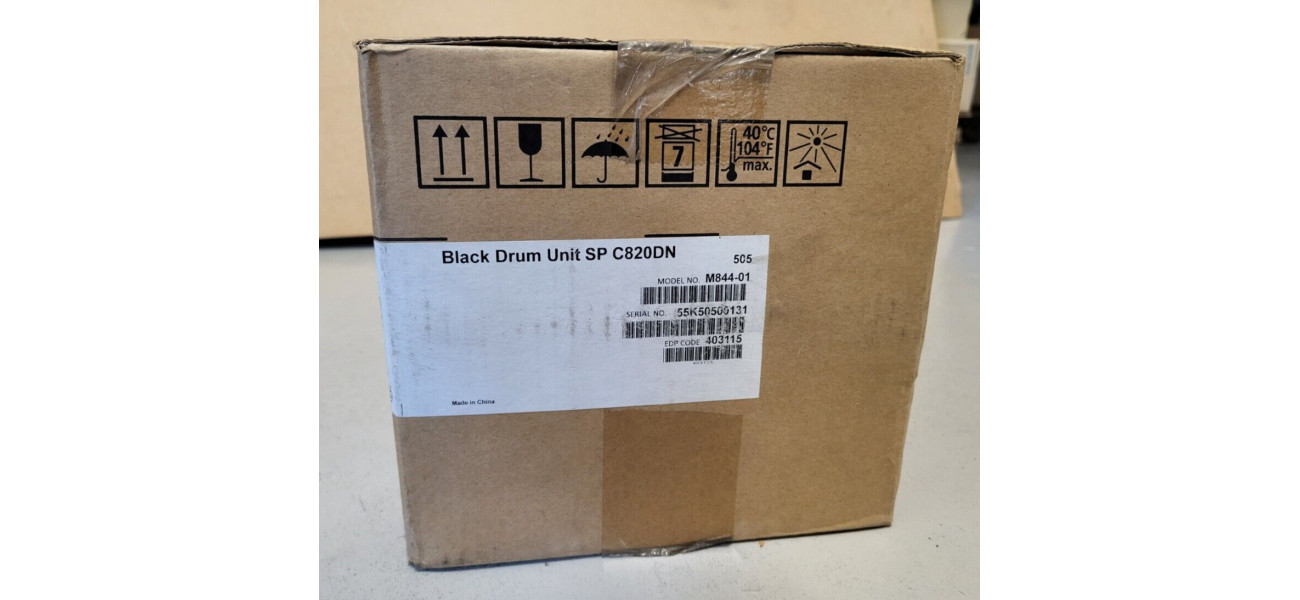 7
40°C
104°F
max.
Black Drum Unit SP C820DN
505
MODEL NO. M844-01
SERIAL NO. 55K50500131
EDP CODE 403115
Made in China